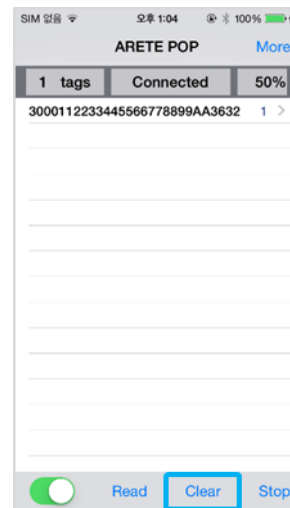 SIM 없음 오후 1:04 100%
ARETE POP More
1 tags Connected 50%
3000112233445566778899AA3632 1
Read Clear Stop